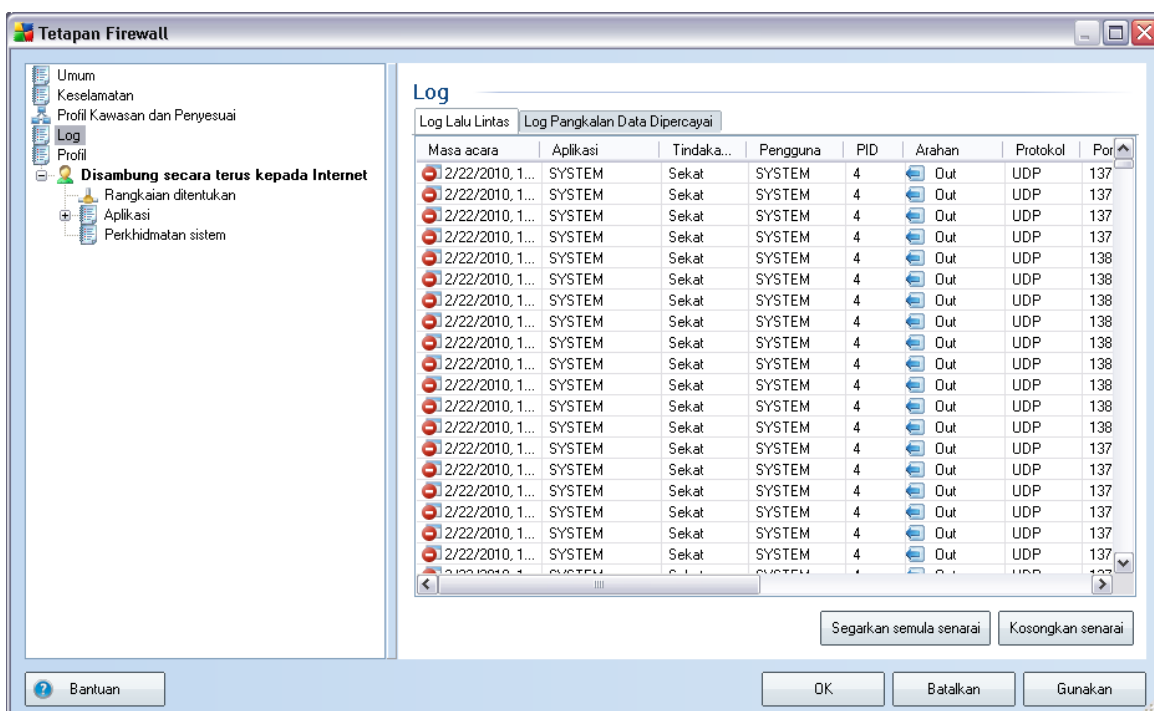 Tetapan Firewall
Umum
Keselamatan
Profil Kawasan dan Penyesuai
Log
Profil
Disambung secara terus kepada Internet
Rangkaian ditentukan
Aplikasi
Perkhidmatan sistem
Log
Log Lalu Lintas Log Pangkalan Data Dipercayai
Masa acara Aplikasi Tindaka... Pengguna PID Arahan Protokol Por
2/22/2010, 1... SYSTEM Sekat SYSTEM 4 Out UDP 137
2/22/2010, 1... SYSTEM Sekat SYSTEM 4 Out UDP 137
2/22/2010, 1... SYSTEM Sekat SYSTEM 4 Out UDP 137
2/22/2010, 1... SYSTEM Sekat SYSTEM 4 Out UDP 137
2/22/2010, 1... SYSTEM Sekat SYSTEM 4 Out UDP 138
2/22/2010, 1... SYSTEM Sekat SYSTEM 4 Out UDP 138
2/22/2010, 1... SYSTEM Sekat SYSTEM 4 Out UDP 138
2/22/2010, 1... SYSTEM Sekat SYSTEM 4 Out UDP 138
2/22/2010, 1... SYSTEM Sekat SYSTEM 4 Out UDP 138
2/22/2010, 1... SYSTEM Sekat SYSTEM 4 Out UDP 138
2/22/2010, 1... SYSTEM Sekat SYSTEM 4 Out UDP 138
2/22/2010, 1... SYSTEM Sekat SYSTEM 4 Out UDP 138
2/22/2010, 1... SYSTEM Sekat SYSTEM 4 Out UDP 138
2/22/2010, 1... SYSTEM Sekat SYSTEM 4 Out UDP 137
2/22/2010, 1... SYSTEM Sekat SYSTEM 4 Out UDP 137
2/22/2010, 1... SYSTEM Sekat SYSTEM 4 Out UDP 137
2/22/2010, 1... SYSTEM Sekat SYSTEM 4 Out UDP 137
2/22/2010, 1... SYSTEM Sekat SYSTEM 4 Out UDP 137
2/22/2010, 1... SYSTEM Sekat SYSTEM 4 Out UDP 137
Segarkan semula senarai Kosongkan senarai
Bantuan OK Batalkan Gunakan